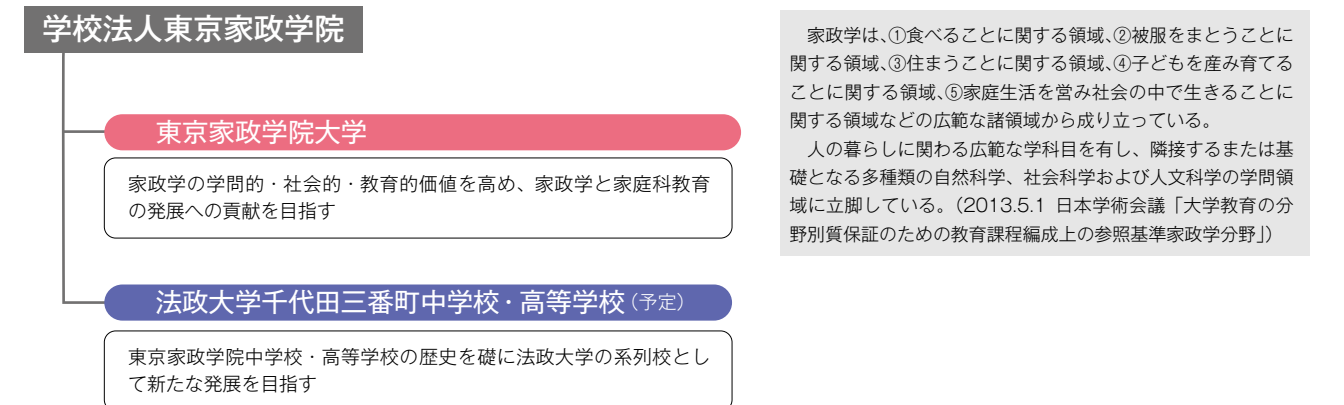 学校法人東京家政学院
東京家政学院大学
家政学の学問的・社会的・教育的価値を高め、家政学と家庭科教育
の発展への貢献を目指す
法政大学千代田三番町中学校・高等学校(予定)
東京家政学院中学校・高等学校の歴史を礎に法政大学の系列校とし
て新たな発展を目指す
家政学は、①食べることに関する領域、②被服をまとうことに
関する領域、③住まうことに関する領域、④子どもを産み育てる
ことに関する領域、⑤家庭生活を営み社会の中で生きることに
関する領域などの広範な諸領域から成り立っている。
人の暮らしに関わる広範な学科目を有し、隣接するまたは基
礎となる多種類の自然科学、社会科学および人文科学の学問領
域に立脚している。(2013.5.1 日本学術会議「大学教育の分
野別質保証のための教育課程編成上の参照基準家政学分野」)